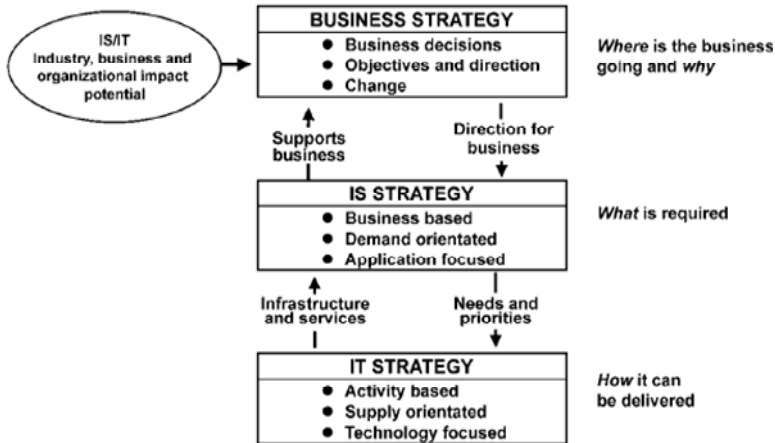 IS/IT
Industry, business and
organizational impact
potential
BUSINESS STRATEGY
● Business decisions
● Objectives and direction
● Change
Where is the business
going and why
Supports
business
Direction for
business
IS STRATEGY
● Business based
● Demand orientated
● Application focused
What is required
Infrastructure
and services
Needs and
priorities
IT STRATEGY
● Activity based
● Supply orientated
● Technology focused
How it can
be delivered